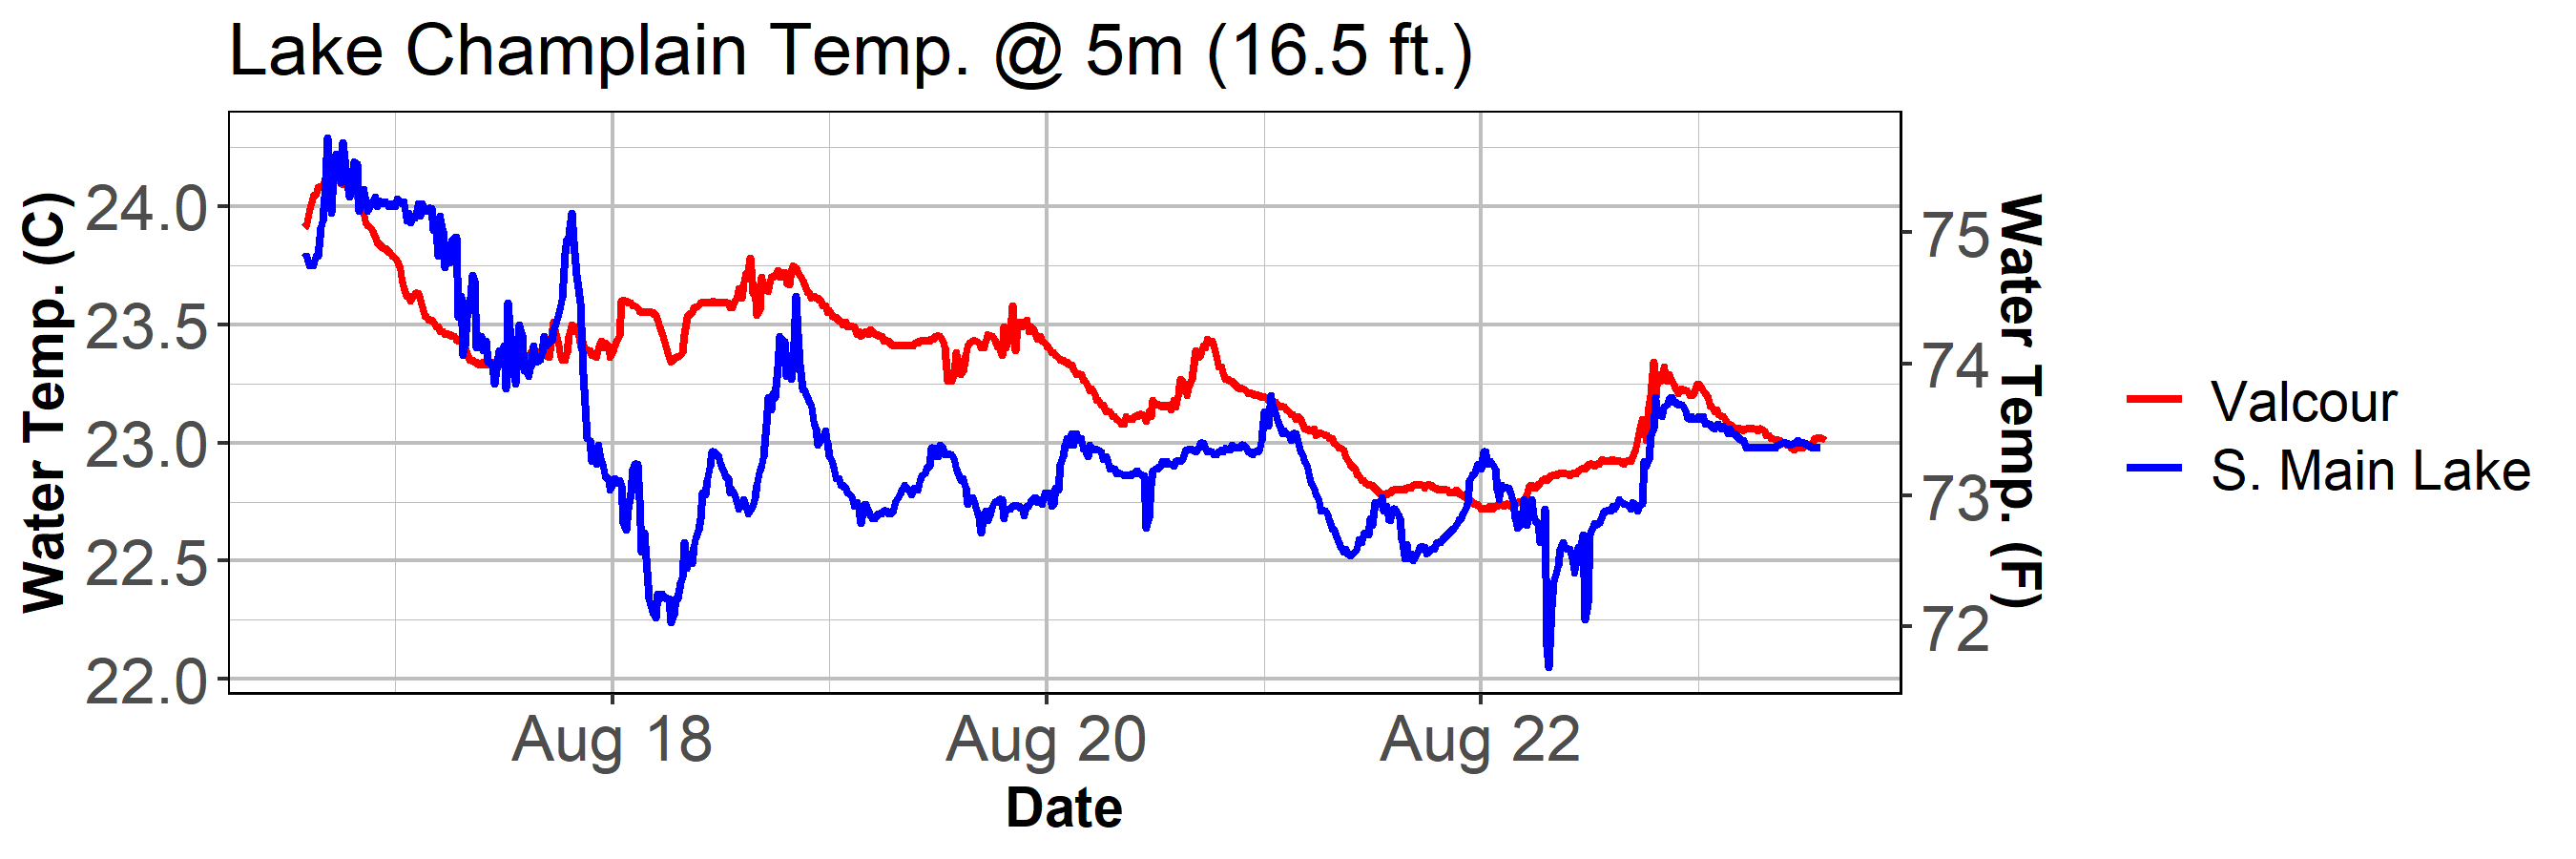 Lake Champlain Temp. @ 5m (16.5 ft.)
Water Temp. (C)
24.0
23.5
23.0
22.5
22.0
75
74
73
72
Water Temp. (F)
Aug 18
Aug 20
Aug 22
Date
Valcour
S. Main Lake